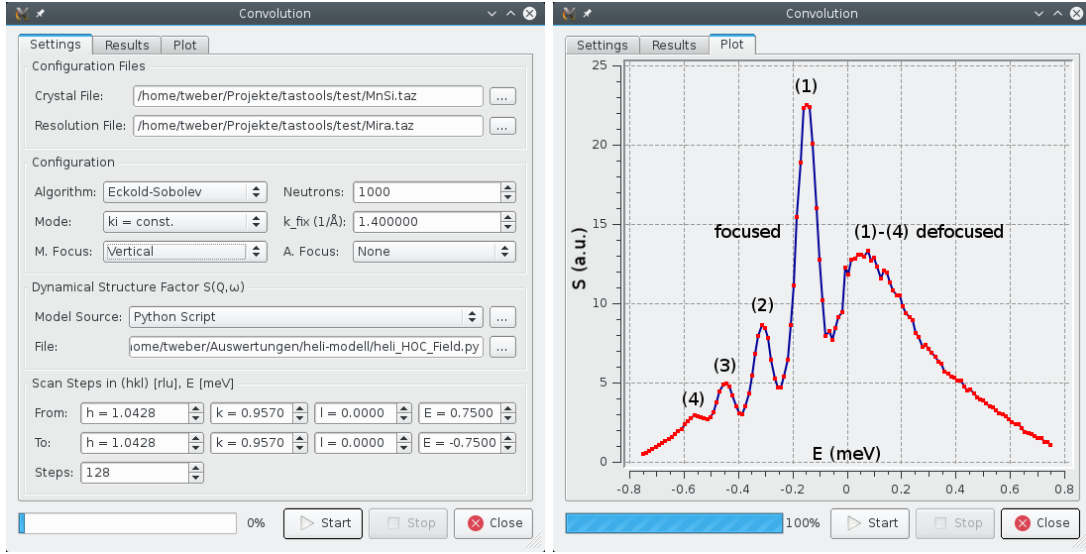 Convolution
Settings Results Plot
Configuration Files
Crystal File: /home/tweber/Projekte/tastools/test/MnSi.taz ...
Resolution File: /home/tweber/Projekte/tastools/test/Mira.taz ...
Configuration
Algorithm: Eckold-Sobolev Neutrons: 1000
Mode: ki = const. k_fix (1/Å): 1.400000
M. Focus: Vertical A. Focus: None
Dynamical Structure Factor S(Q,ω)
Model Source: Python Script ...
File: ome/tweber/Auswertungen/heli-modell/heli_HOC_Field.py ...
Scan Steps in (hkl) [rlu], E [meV]
From: h = 1.0428 k = 0.9570 l = 0.0000 E = 0.7500
To: h = 1.0428 k = 0.9570 l = 0.0000 E = -0.7500
Steps: 128
0% Start Stop Close
Convolution
Settings Results Plot
25
20
15
10
5
0
S (a.u.)
(1)
focused
(1)-(4) defocused
(2)
(3)
(4)
E (meV)
-0.8 -0.6 -0.4 -0.2 0 0.2 0.4 0.6 0.8
100% Start Stop Close